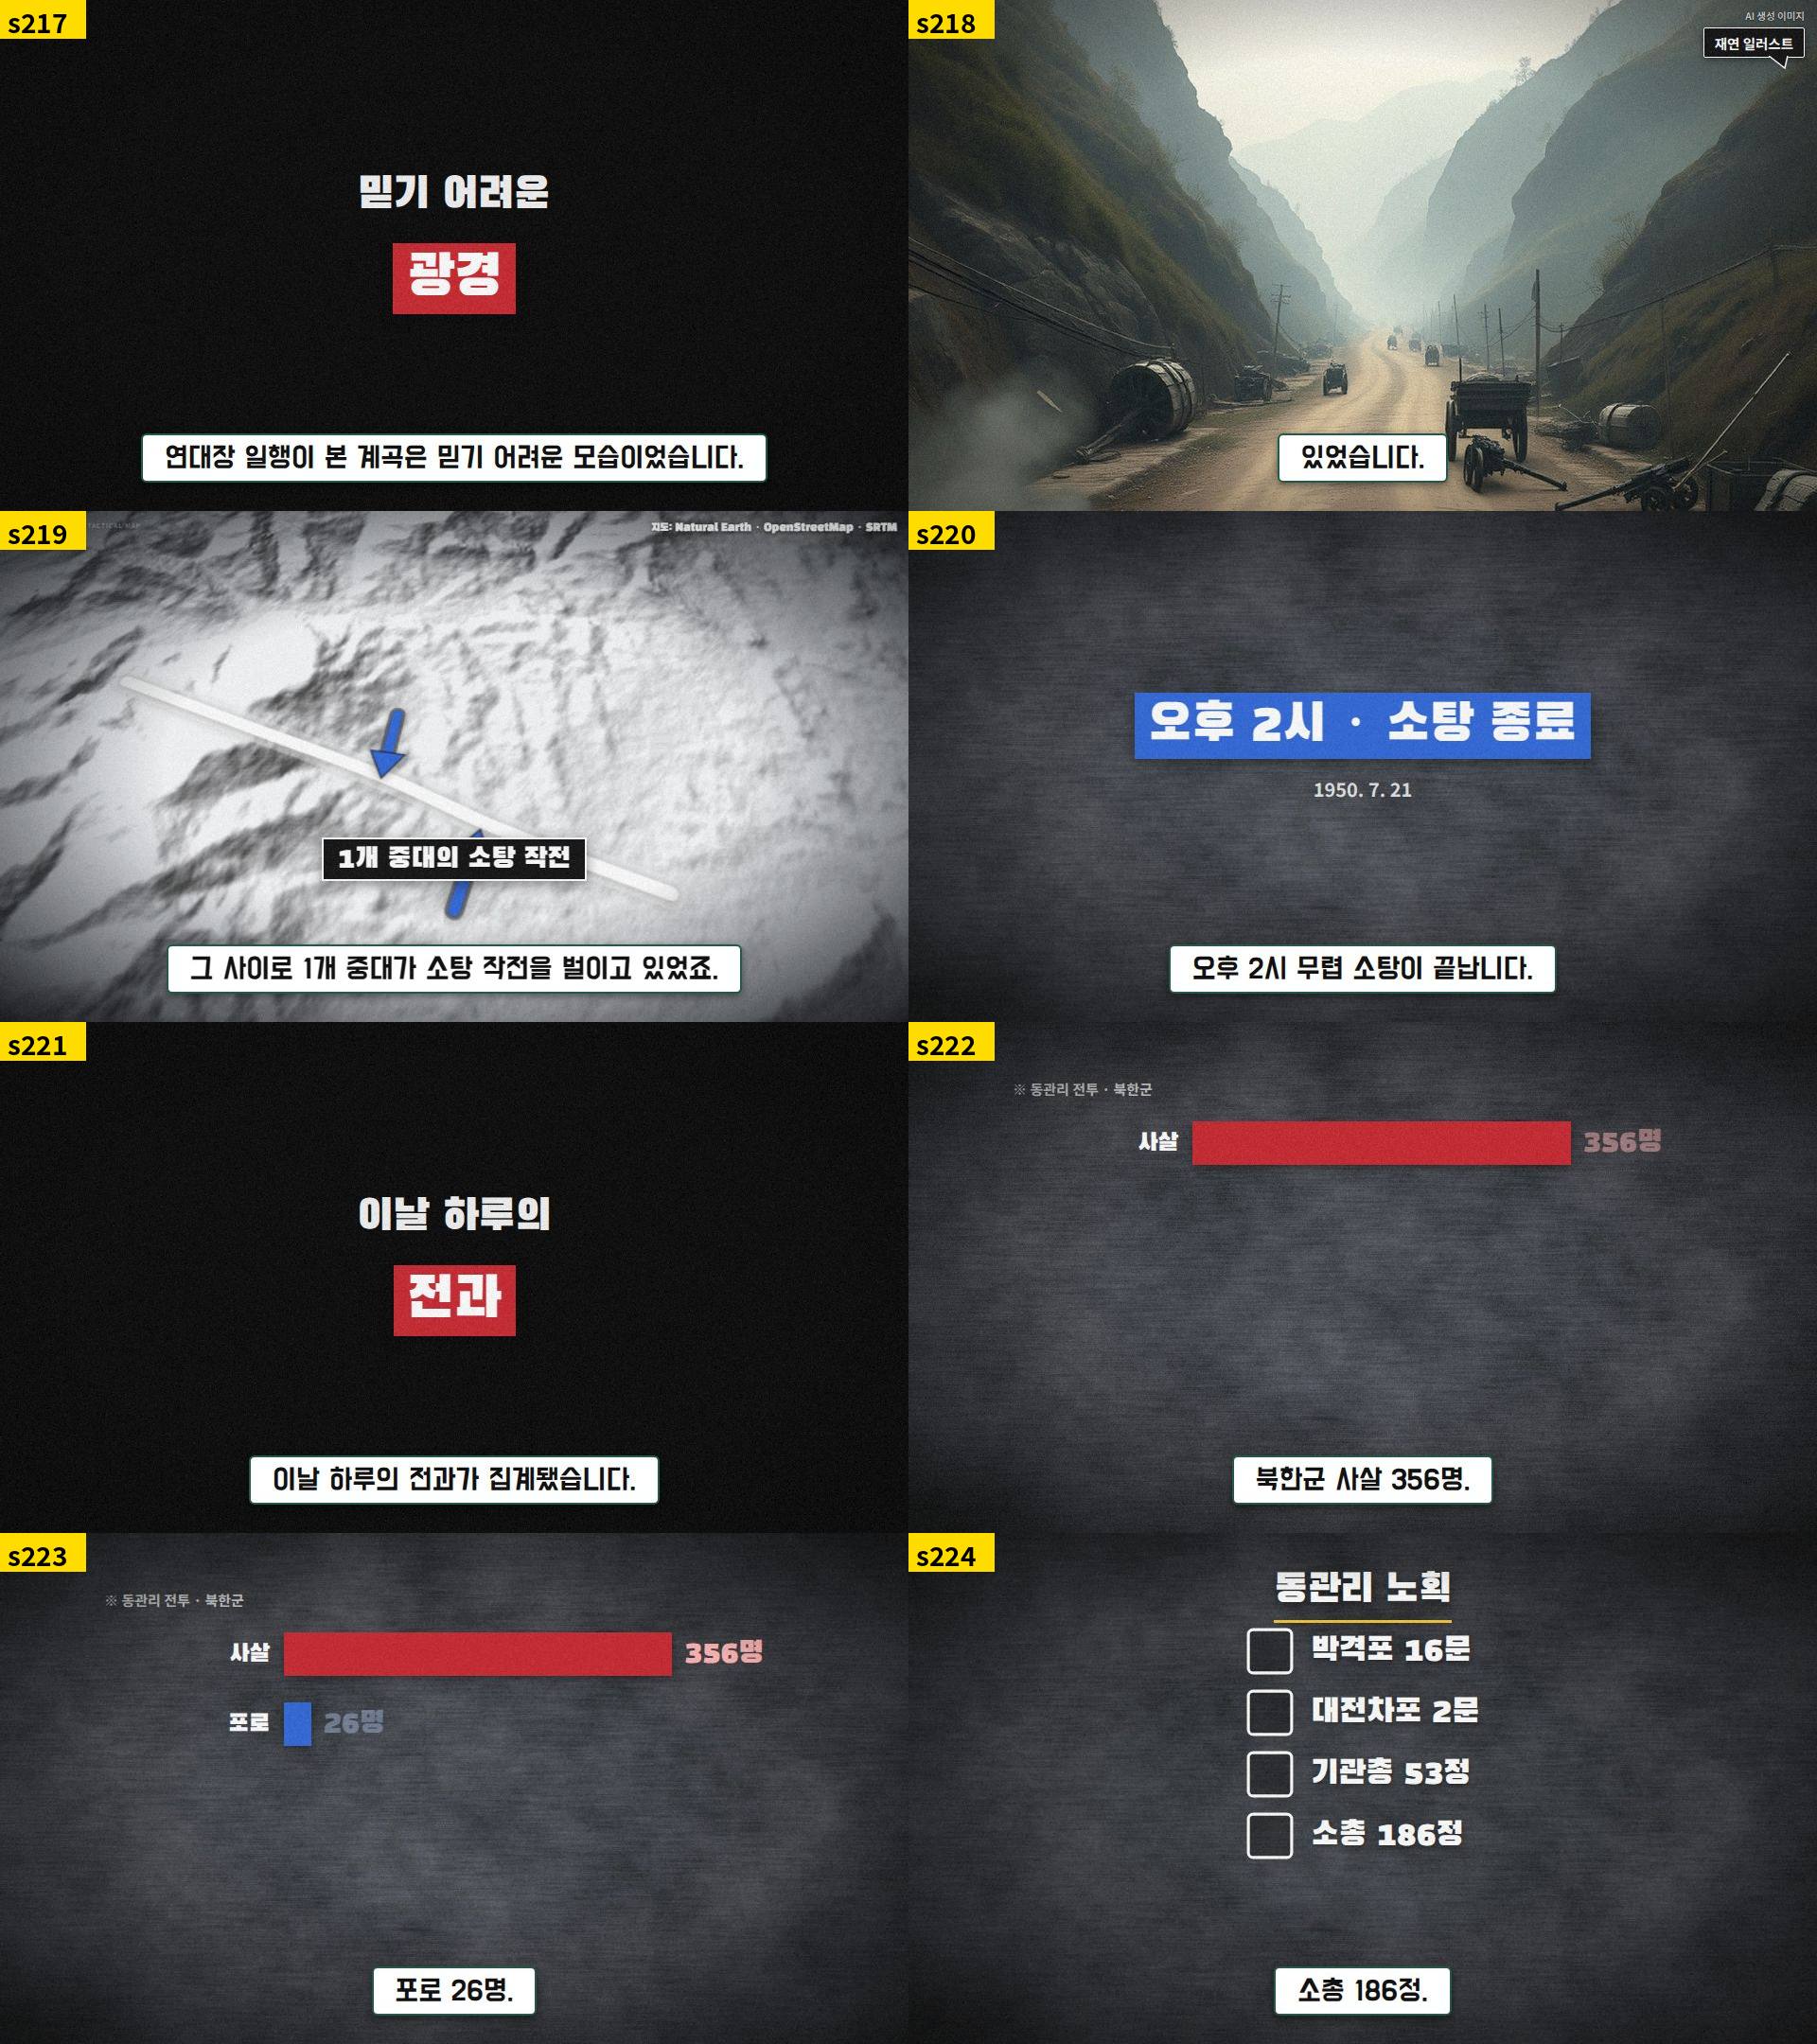 s217
믿기 어려운
광경
연대장 일행이 본 계곡은 믿기 어려운 모습이었습니다.
s218
AI 생성 이미지
재연 일러스트
있었습니다.
s219
TACTICAL MAP
지도: Natural Earth · OpenStreetMap · SRTM
1개 중대의 소탕 작전
그 사이로 1개 중대가 소탕 작전을 벌이고 있었죠.
s220
오후 2시 · 소탕 종료
1950. 7. 21
오후 2시 무렵 소탕이 끝납니다.
s221
이날 하루의
전과
이날 하루의 전과가 집계됐습니다.
s222
※ 동관리 전투 · 북한군
사살 356명
북한군 사살 356명.
s223
※ 동관리 전투 · 북한군
사살 356명
포로 26명
포로 26명.
s224
동관리 노획
박격포 16문
대전차포 2문
기관총 53정
소총 186정
소총 186정.